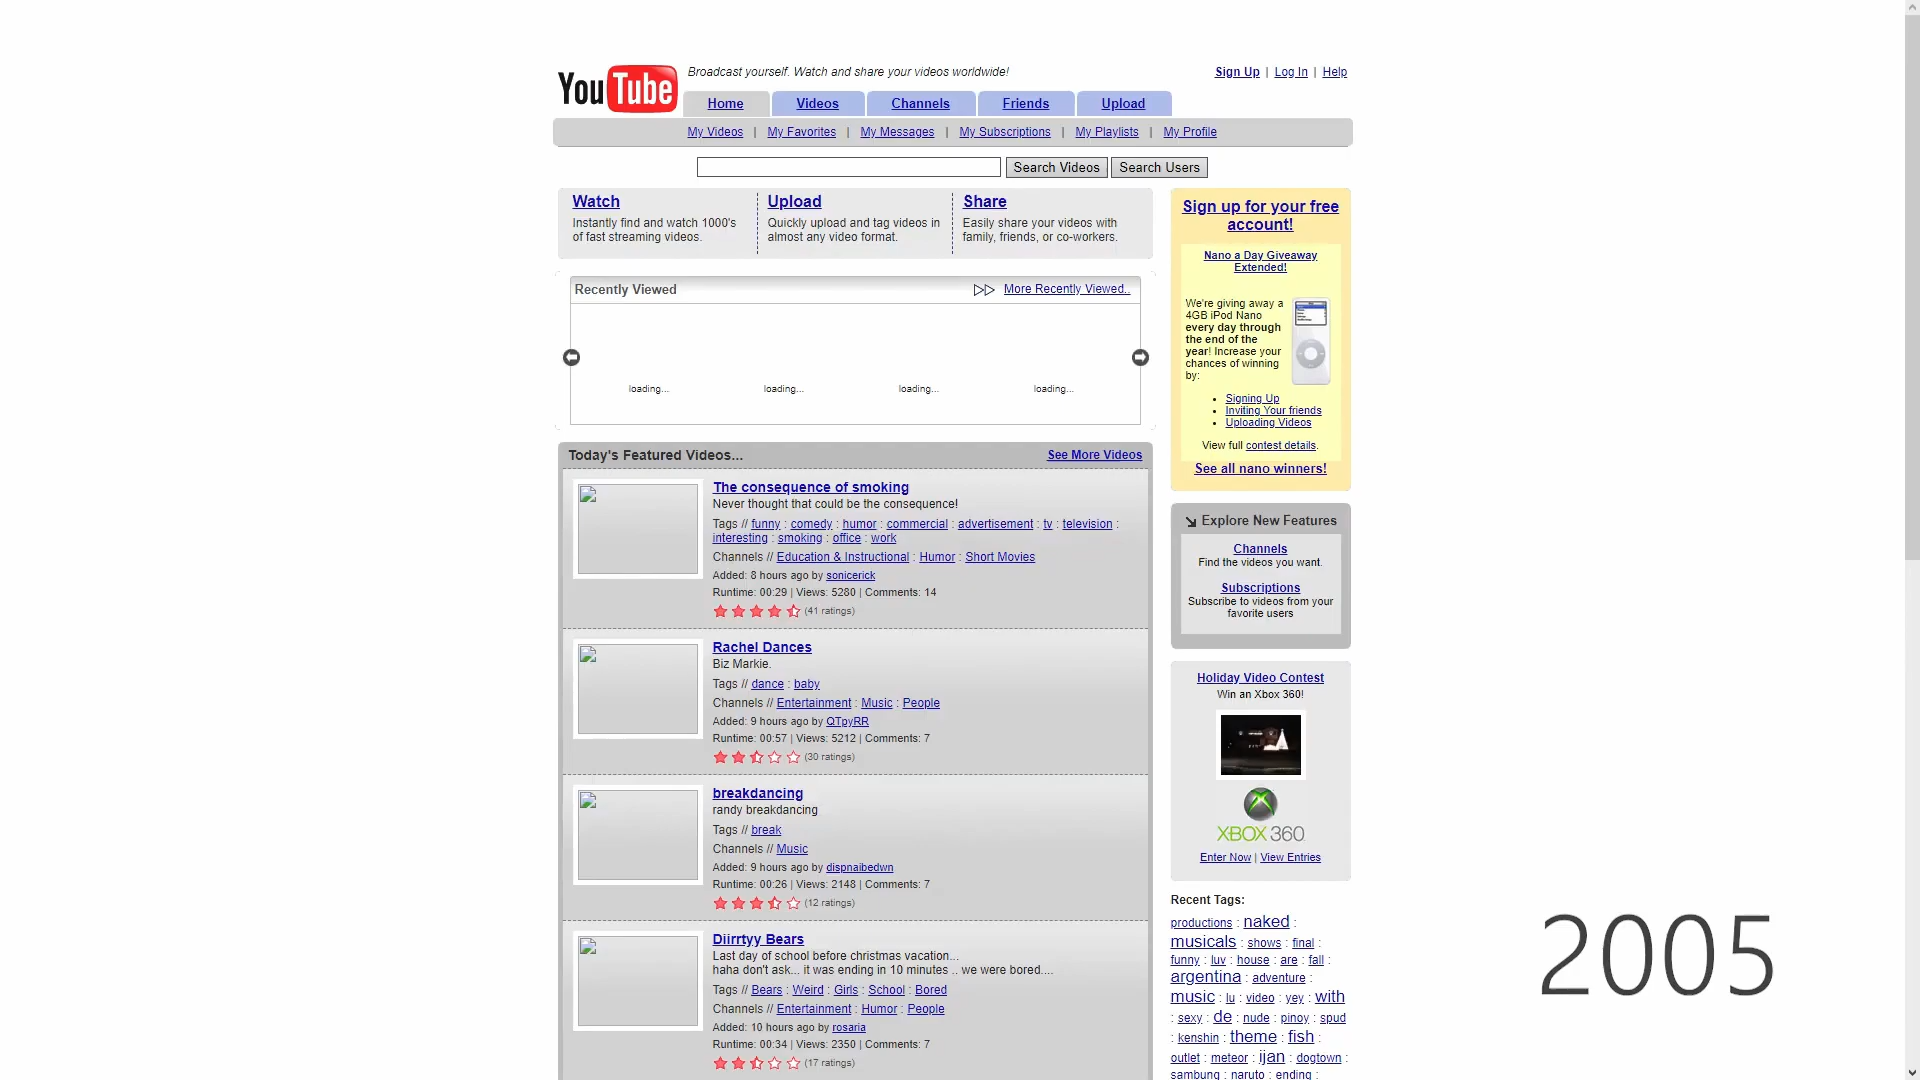 YouTube
Broadcast yourself. Watch and share your videos worldwide!
Sign Up | Log In | Help
Home
Videos
Channels
Friends
Upload
My Videos | My Favorites | My Messages | My Subscriptions | My Playlists | My Profile
Search Videos
Search Users
Watch
Instantly find and watch 1000's
of fast streaming videos.
Upload
Quickly upload and tag videos in
almost any video format.
Share
Easily share your videos with
family, friends, or co-workers.
Recently Viewed
More Recently Viewed..
loading...
loading...
loading...
loading...
Today's Featured Videos...
See More Videos
The consequence of smoking
Never thought that could be the consequence!
Tags // funny : comedy : humor : commercial : advertisement : tv : television :
interesting : smoking : office : work
Channels // Education & Instructional : Humor : Short Movies
Added: 8 hours ago by sonicerick
Runtime: 00:29 | Views: 5280 | Comments: 14
(41 ratings)
Rachel Dances
Biz Markie.
Tags // dance : baby
Channels // Entertainment : Music : People
Added: 9 hours ago by QTpyRR
Runtime: 00:57 | Views: 5212 | Comments: 7
(30 ratings)
breakdancing
randy breakdancing
Tags // break
Channels // Music
Added: 9 hours ago by dispnaibedwn
Runtime: 00:26 | Views: 2148 | Comments: 7
(12 ratings)
Diirrtyy Bears
Last day of school before christmas vacation...
haha don't ask... it was ending in 10 minutes .. we were bored....
Tags // Bears : Weird : Girls : School : Bored
Channels // Entertainment : Humor : People
Added: 10 hours ago by rosaria
Runtime: 00:34 | Views: 2350 | Comments: 7
(17 ratings)
Sign up for your free
account!
Nano a Day Giveaway
Extended!
We're giving away a
4GB iPod Nano
every day through
the end of the
year! Increase your
chances of winning
by:
Signing Up
Inviting Your friends
Uploading Videos
View full contest details.
See all nano winners!
Explore New Features
Channels
Find the videos you want.
Subscriptions
Subscribe to videos from your
favorite users
Holiday Video Contest
Win an Xbox 360!
XBOX 360
Enter Now | View Entries
Recent Tags:
productions : naked :
musicals : shows : final :
funny : luv : house : are : fall :
argentina : adventure :
music : lu : video : yey : with
: sexy : de : nude : pinoy : spud
: kenshin : theme : fish :
outlet : meteor : ijan : dogtown :
sambung : naruto : ending :
2005